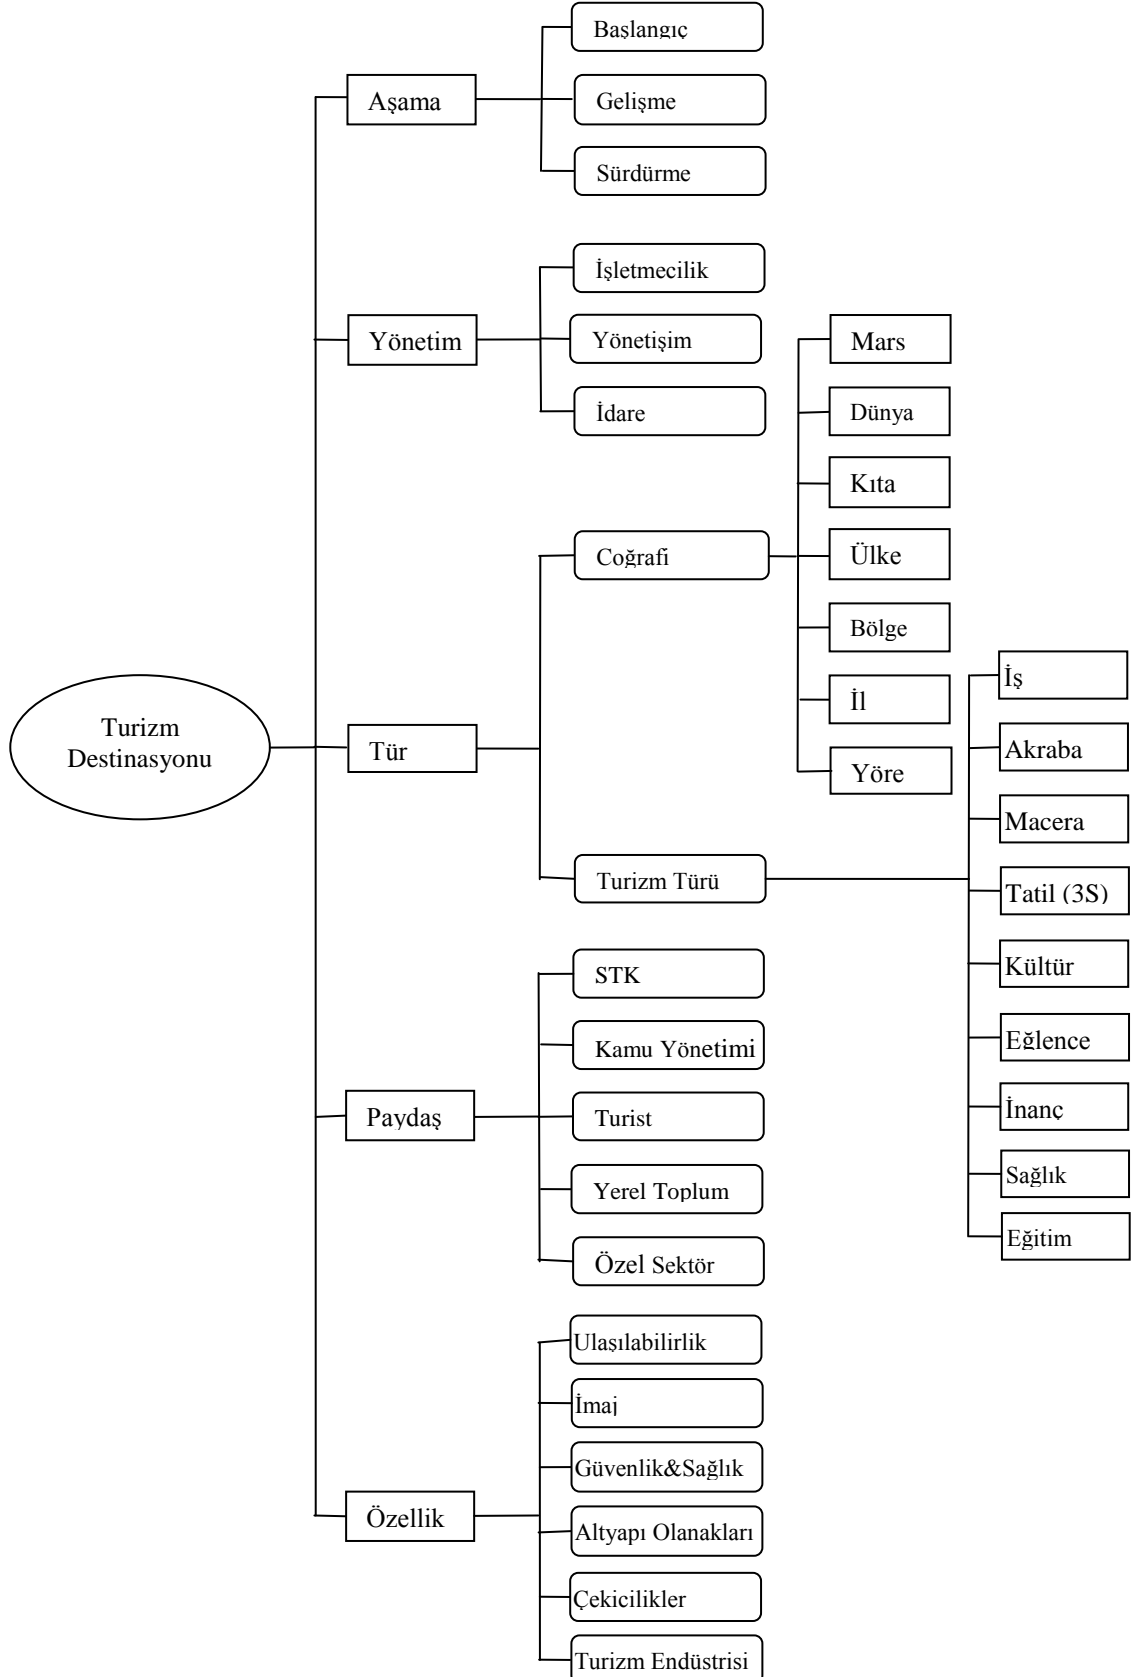 Başlangıç
Aşama
Gelişme
Sürdürme
İşletmecilik
Yönetim
Yönetişim
İdare
Mars
Dünya
Kıta
Coğrafi
Ülke
Bölge
İl
Yöre
Turizm
Destinasyonu
Tür
İş
Akraba
Macera
Turizm Türü
Tatil (3S)
Kültür
Eğlence
İnanç
Sağlık
Eğitim
STK
Kamu Yönetimi
Paydaş
Turist
Yerel Toplum
Özel Sektör
Ulaşılabilirlik
İmaj
Güvenlik&Sağlık
Özellik
Altyapı Olanakları
Çekicilikler
Turizm Endüstrisi